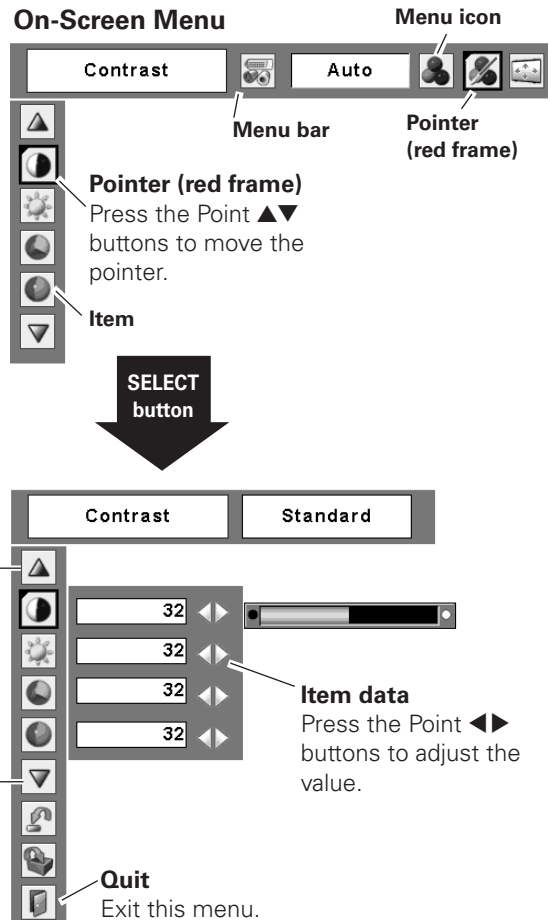 On-Screen Menu
Menu icon
Contrast
Auto
Menu bar
Pointer
(red frame)
Pointer (red frame)
Press the Point ▲▼
buttons to move the
pointer.
Item
SELECT
button
Contrast
Standard
32
32
32
32
Item data
Press the Point ◀▶
buttons to adjust the
value.
Quit
Exit this menu.